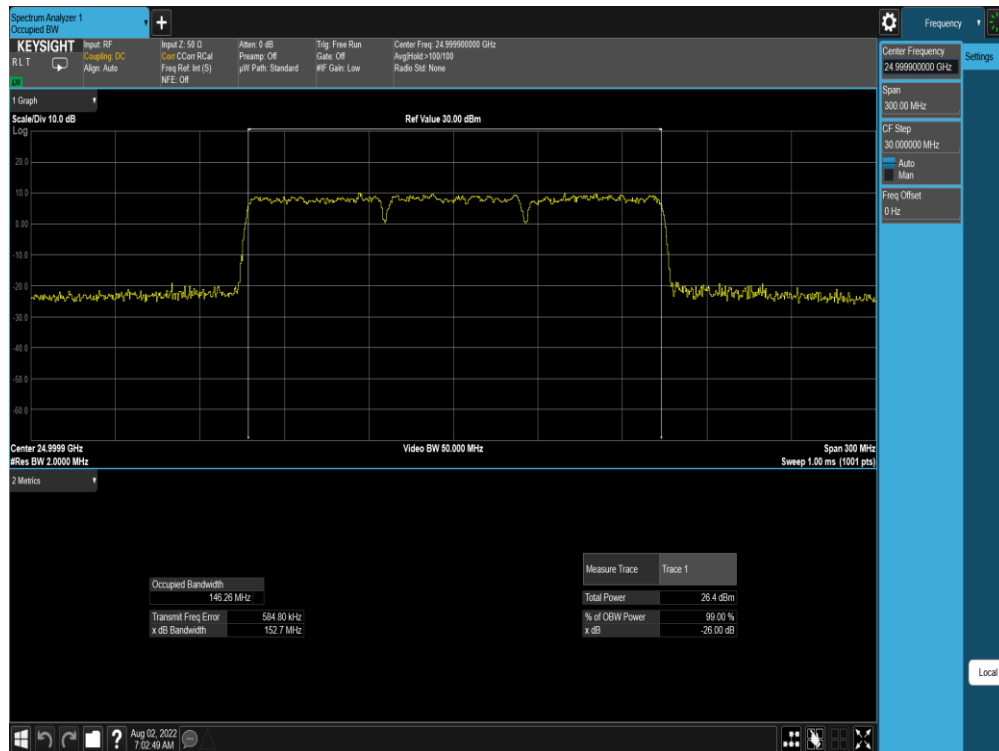 Spectrum Analyzer 1
Occupied BW
+
Frequency
KEYSIGHT
RLT
LXI
Input: RF
Coupling: DC
Align: Auto
Input Z: 50 Ω
Corr CCorr RCal
Freq Ref: Int (S)
NFE: Off
Atten: 0 dB
Preamp: Off
µW Path: Standard
Trig: Free Run
Gate: Off
#IF Gain: Low
Center Freq: 24.999900000 GHz
Avg|Hold:>100/100
Radio Std: None
Center Frequency
24.999900000 GHz
Settings
Span
300.00 MHz
CF Step
30.000000 MHz
Auto
Man
Freq Offset
0 Hz
1 Graph
Scale/Div 10.0 dB
Ref Value 30.00 dBm
Log
20.0
10.0
0.00
-10.0
-20.0
-30.0
-40.0
-50.0
-60.0
Center 24.9999 GHz
#Res BW 2.0000 MHz
Video BW 50.000 MHz
Span 300 MHz
Sweep 1.00 ms (1001 pts)
2 Metrics
Occupied Bandwidth
146.26 MHz
Transmit Freq Error 584.80 kHz
x dB Bandwidth 152.7 MHz
Measure Trace Trace 1
Total Power 26.4 dBm
% of OBW Power 99.00 %
x dB -26.00 dB
Local
?
Aug 02, 2022
7:02:49 AM